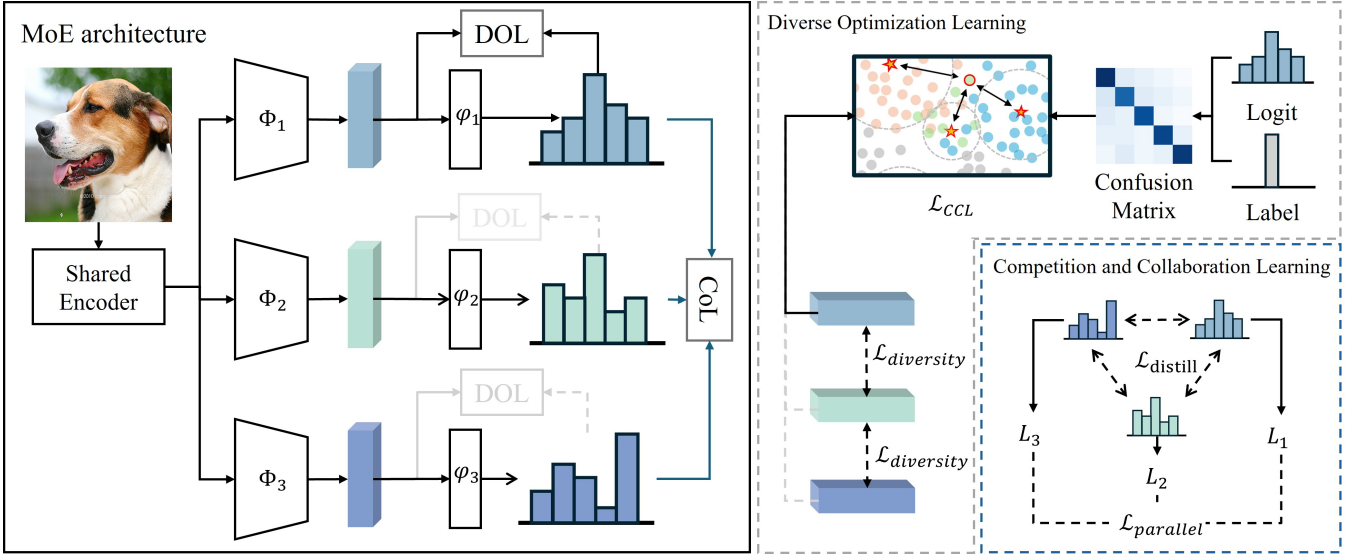 MoE architecture
DOL
Φ1
φ1
Shared
Encoder
DOL
Φ2
φ2
CoL
DOL
Φ3
φ3
Diverse Optimization Learning
ℒCCL
Confusion
Matrix
Logit
Label
ℒdiversity
ℒdiversity
Competition and Collaboration Learning
ℒdistill
L3
L2
L1
ℒparallel